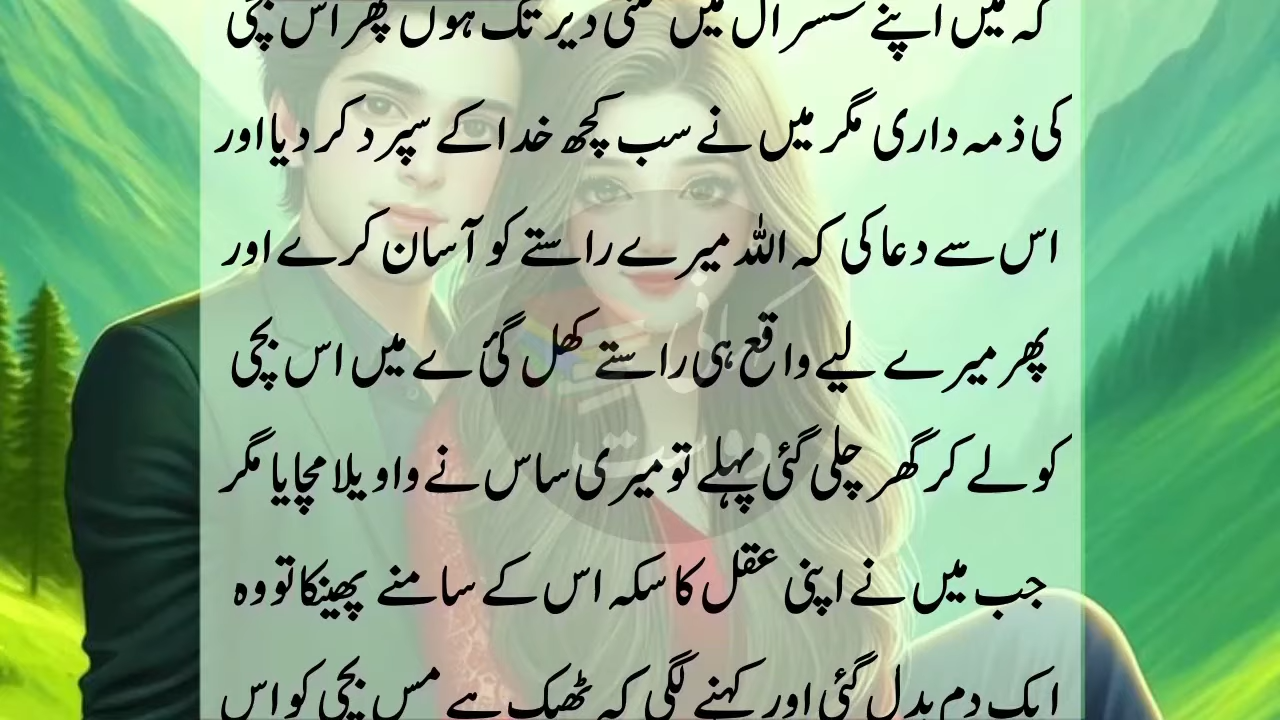 کہ میں اپنے سسرال میں کتنی دیر تک ہوں پھر اس بچی
کی ذمہ داری مگر میں نے سب کچھ خدا کے سپرد کر دیا اور
اس سے دعا کی کہ اللہ میرے راستے کو آسان کرے اور
پھر میرے لیے واقع ہی راستے کھل گئ ے میں اس بچی
کو لے کر گھر چلی گئی پہلے تو میری ساس نے واویلا مچایا مگر
جب میں نے اپنی عقل کا سکہ اس کے سامنے پھینکا تو وہ
ایک دم بدل گئی اور کہنے لگی کہ ٹھیک ہے مس بچی کو اس